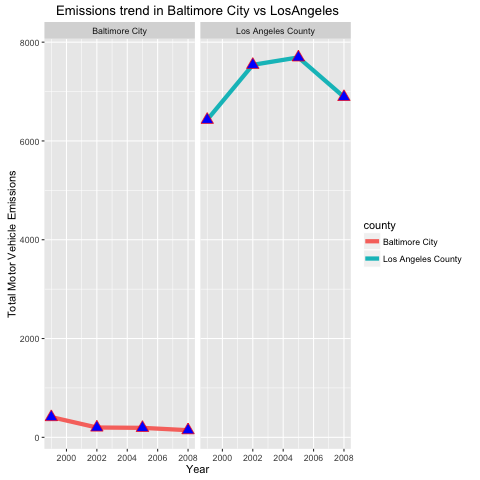 Emissions trend in Baltimore City vs LosAngeles
Baltimore City
Los Angeles County
8000
6000
4000
2000
0
Total Motor Vehicle Emissions
2000 2002 2004 2006 2008
2000 2002 2004 2006 2008
Year
county
Baltimore City
Los Angeles County